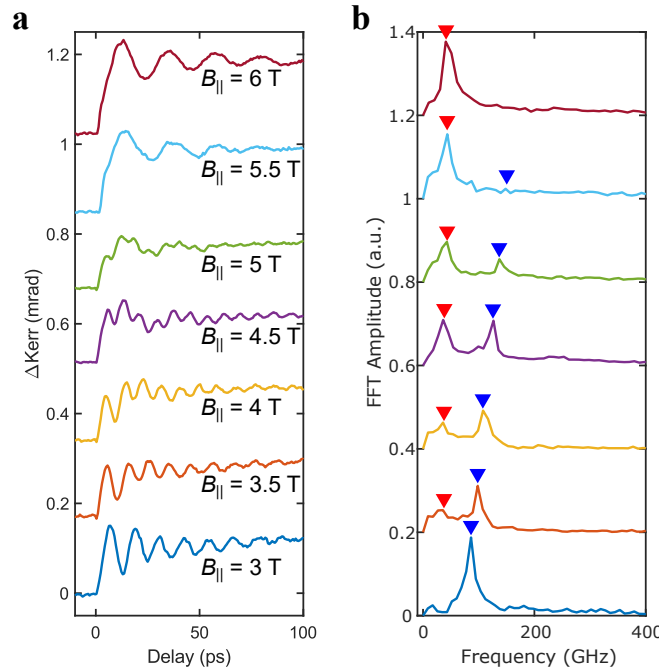 a
ΔKerr (mrad)
1.2
1
0.8
0.6
0.4
0.2
0
B|| = 6 T
B|| = 5.5 T
B|| = 5 T
B|| = 4.5 T
B|| = 4 T
B|| = 3.5 T
B|| = 3 T
0 50 100
Delay (ps)
b
FFT Amplitude (a.u.)
1.4
1.2
1
0.8
0.6
0.4
0.2
0
0 200 400
Frequency (GHz)